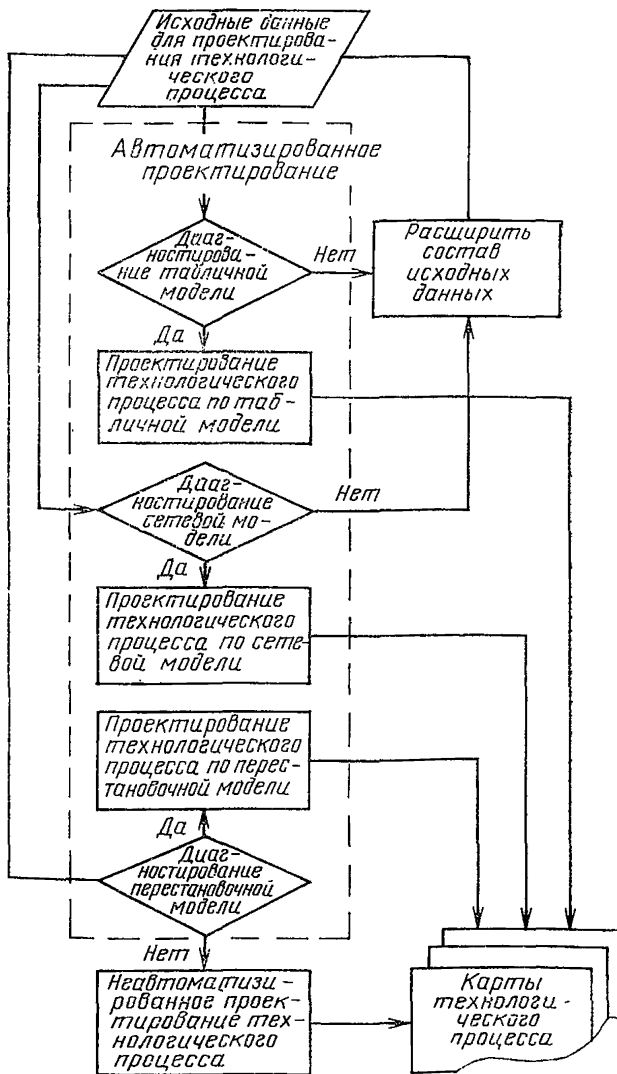 Исходные данные
для проектирова-
ния технологи-
ческого
процесса
Автоматизированное
проектирование
Диаг-
ностирова-
ние табличной
модели
Нет
Расширить
состав
исходных
данных
Да
Проектирование
технологического
процесса по таб-
личной модели
Диаг-
ностирование
сетевой мо-
дели
Нет
Да
Проектирование
технологического
процесса по сете-
вой модели
Проектирование
технологического
процесса по перес-
тановочной модели
Да
Диаг-
ностирование
перестановочной
модели
Нет
Неавтоматизи-
рованное проек-
тирование тех-
нологического
процесса
Карты
технологи-
ческого
процесса